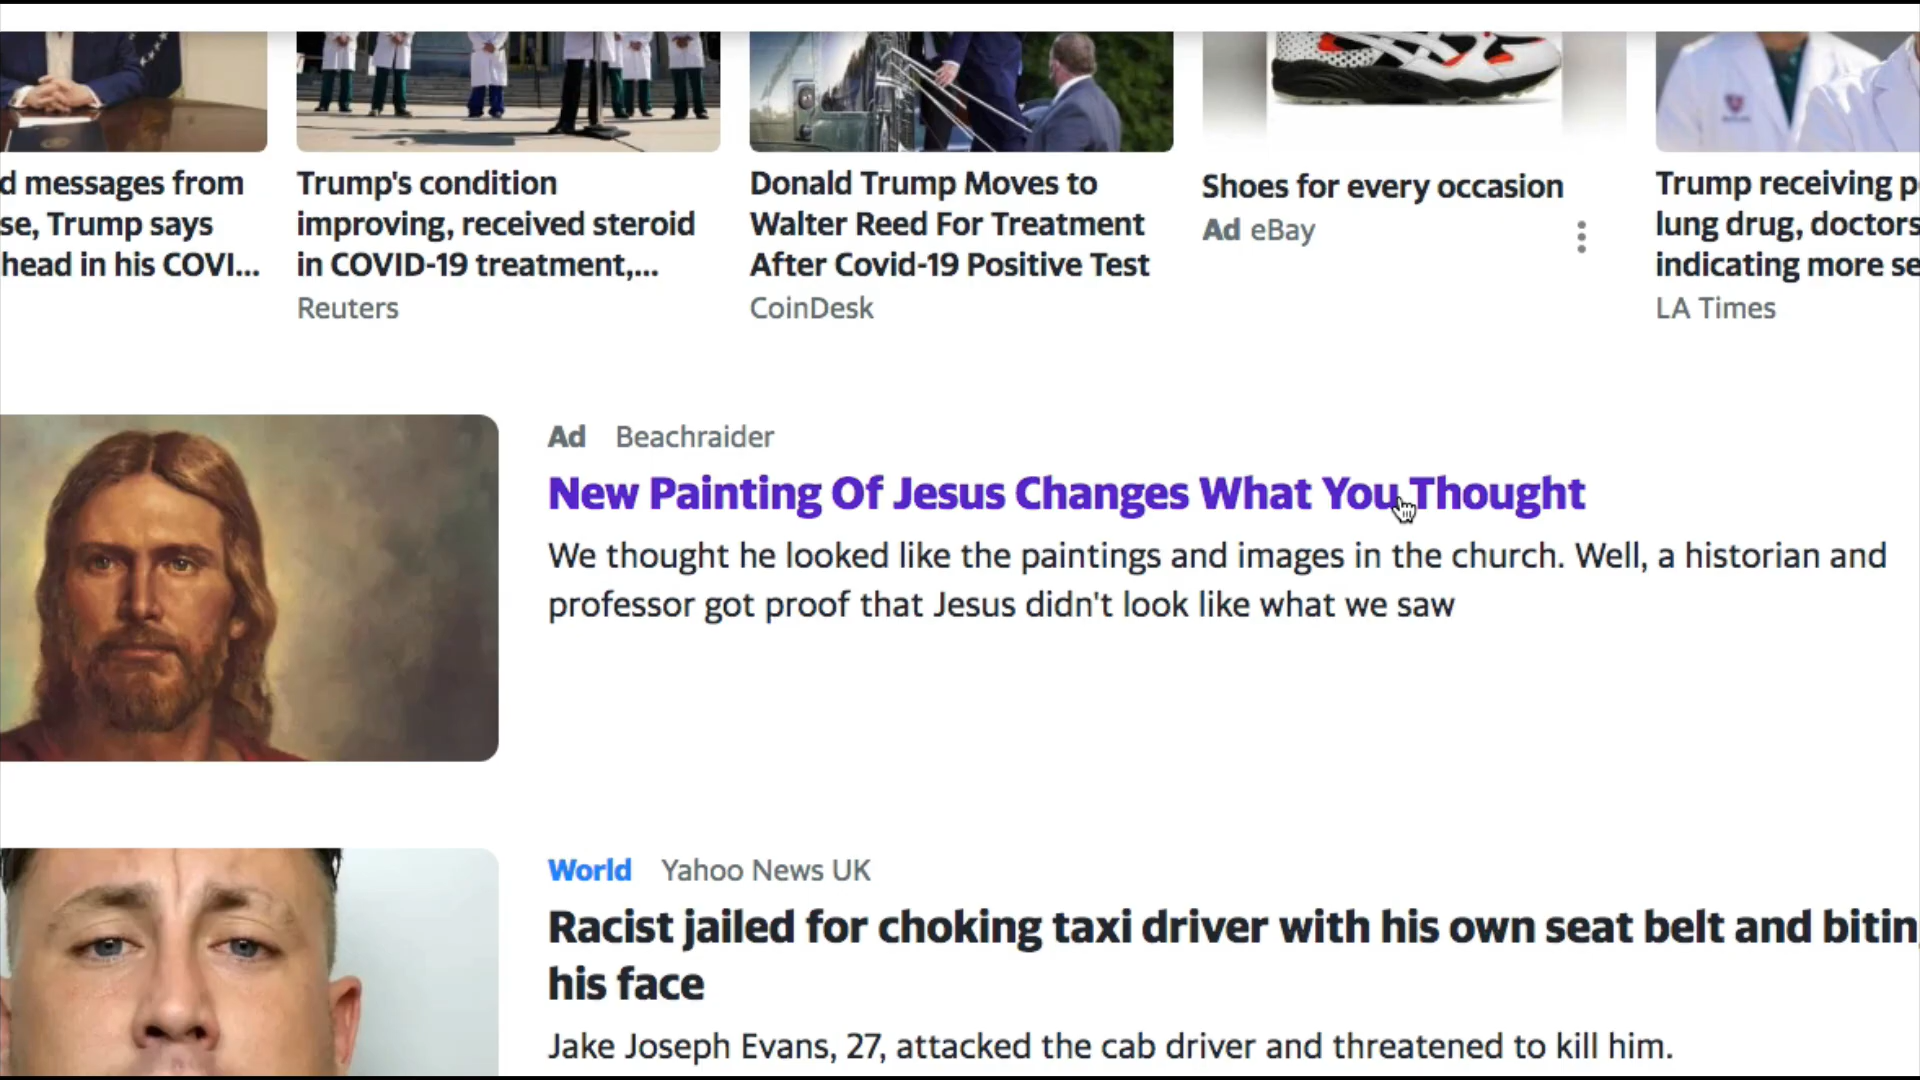 d messages from
se, Trump says
head in his COVI...
Trump's condition
improving, received steroid
in COVID-19 treatment,...
Reuters
Donald Trump Moves to
Walter Reed For Treatment
After Covid-19 Positive Test
CoinDesk
Shoes for every occasion
Ad eBay
Trump receiving p
lung drug, doctors
indicating more se
LA Times
Ad Beachraider
New Painting Of Jesus Changes What You Thought
We thought he looked like the paintings and images in the church. Well, a historian and
professor got proof that Jesus didn't look like what we saw
World Yahoo News UK
Racist jailed for choking taxi driver with his own seat belt and bitin
his face
Jake Joseph Evans, 27, attacked the cab driver and threatened to kill him.